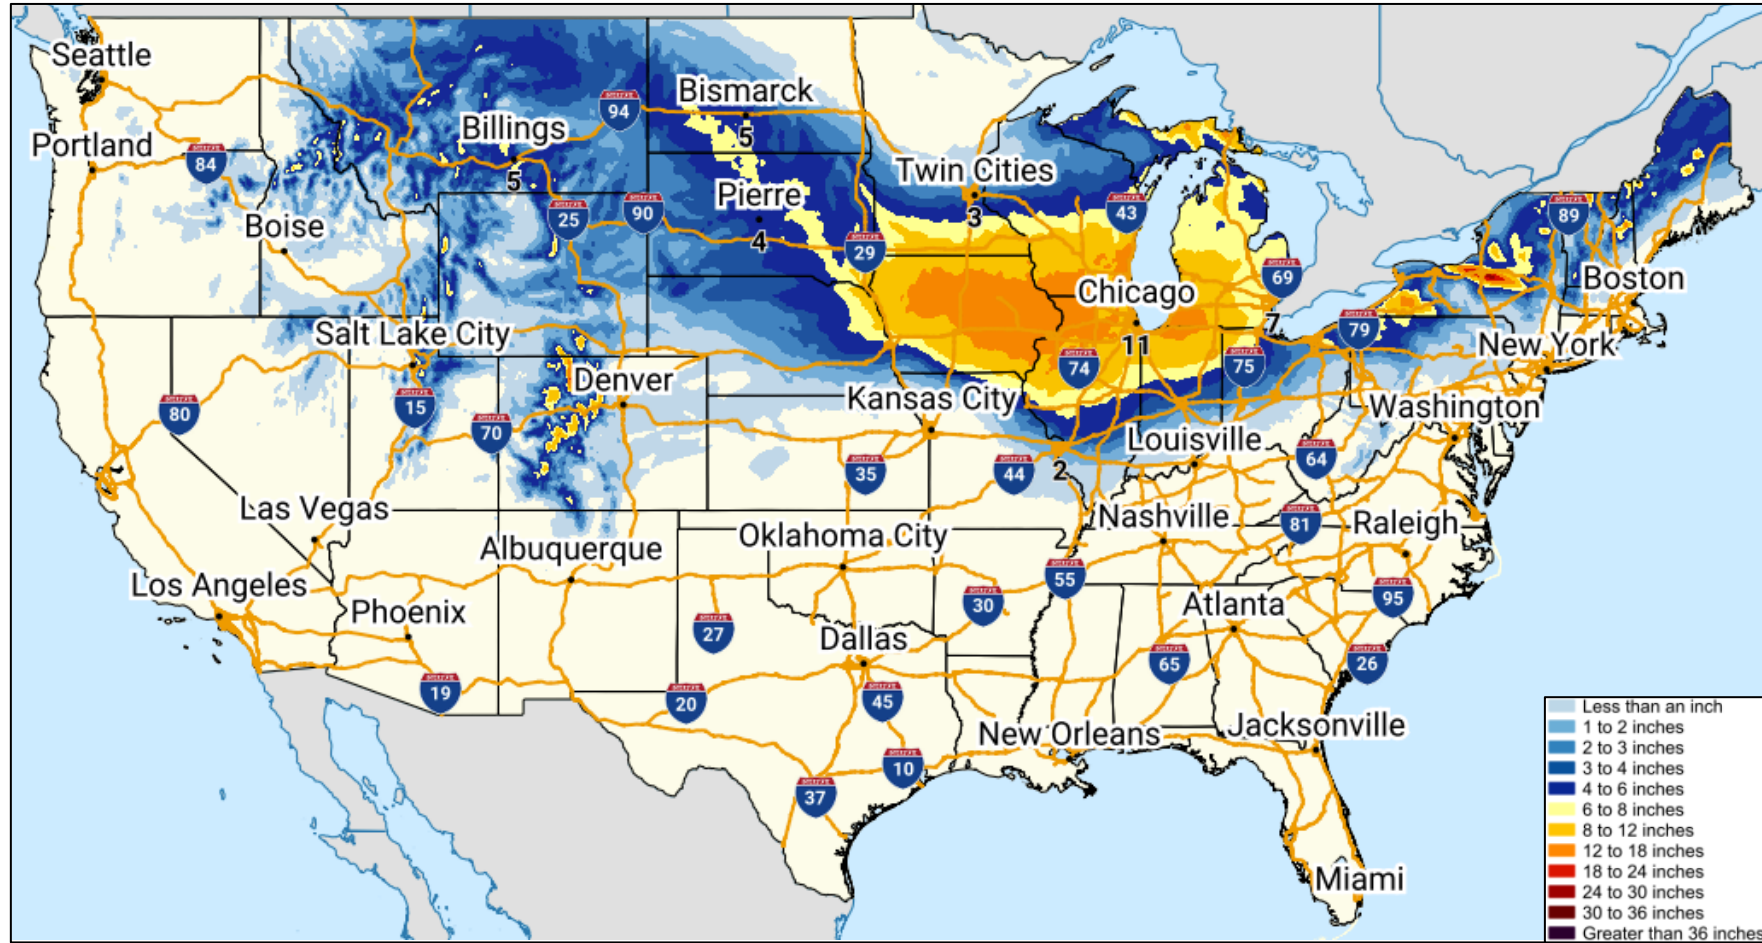 Seattle
Bismarck
94
Billings
5
Portland
84
5
Twin Cities
Pierre
43
89
25
90
3
Boise
4
29
69
Boston
Chicago
7
79
Salt Lake City
11
New York
74
75
Denver
Kansas City
80
15
Washington
70
Louisville
35
44
2
64
Las Vegas
Nashville
81
Raleigh
Oklahoma City
Albuquerque
55
Los Angeles
30
95
Phoenix
Atlanta
27
Dallas
65
26
19
20
45
New Orleans
Jacksonville
10
37
Miami
Less than an inch
1 to 2 inches
2 to 3 inches
3 to 4 inches
4 to 6 inches
6 to 8 inches
8 to 12 inches
12 to 18 inches
18 to 24 inches
24 to 30 inches
30 to 36 inches
Greater than 36 inches